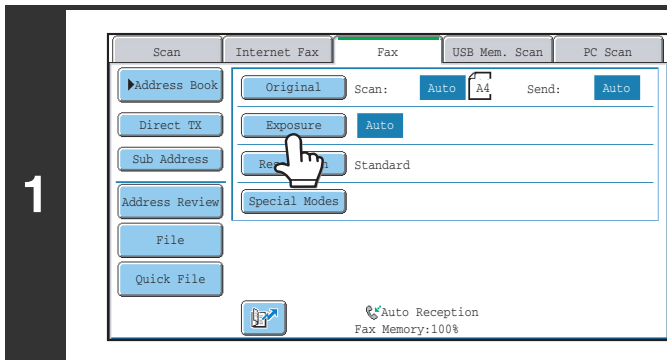 1
Scan Internet Fax Fax USB Mem. Scan PC Scan
Address Book Original Scan: Auto A4 Send: Auto
Direct TX Exposure Auto
Sub Address Standard
Address Review Special Modes
File
Quick File
Auto Reception
Fax Memory:100%